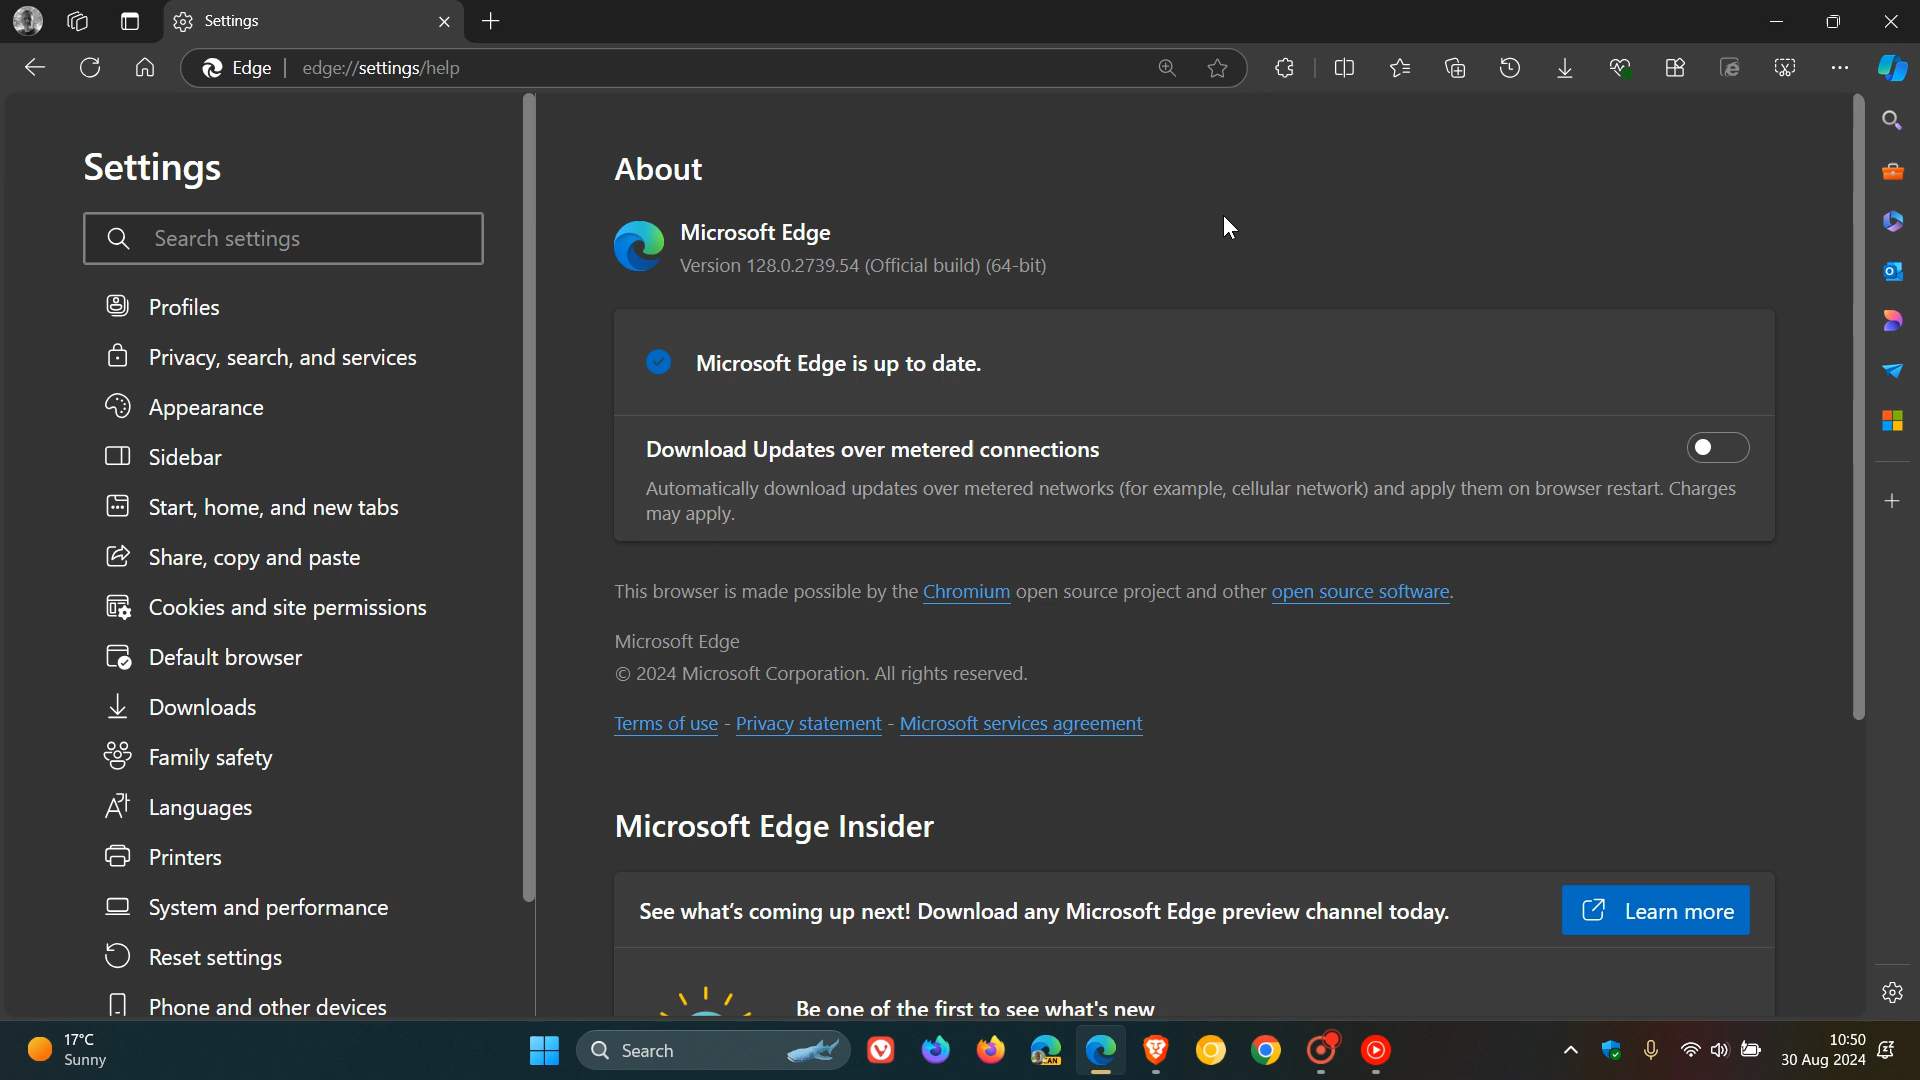 Settings
Edge
edge://settings/help
Settings
Search settings
Profiles
Privacy, search, and services
Appearance
Sidebar
Start, home, and new tabs
Share, copy and paste
Cookies and site permissions
Default browser
Downloads
Family safety
Languages
Printers
System and performance
Reset settings
Phone and other devices
About
Microsoft Edge
Version 128.0.2739.54 (Official build) (64-bit)
Microsoft Edge is up to date.
Download Updates over metered connections
Automatically download updates over metered networks (for example, cellular network) and apply them on browser restart. Charges
may apply.
This browser is made possible by the Chromium open source project and other open source software.
Microsoft Edge
© 2024 Microsoft Corporation. All rights reserved.
Terms of use - Privacy statement - Microsoft services agreement
Microsoft Edge Insider
See what's coming up next! Download any Microsoft Edge preview channel today.
Learn more
Be one of the first to see what's new
17°C
Sunny
Search
CAN
10:50
30 Aug 2024